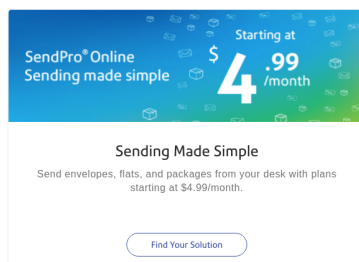 SendPro® Online
Sending made simple
Starting at
$4.99
/month
Sending Made Simple
Send envelopes, flats, and packages from your desk with plans
starting at $4.99/month.
Find Your Solution